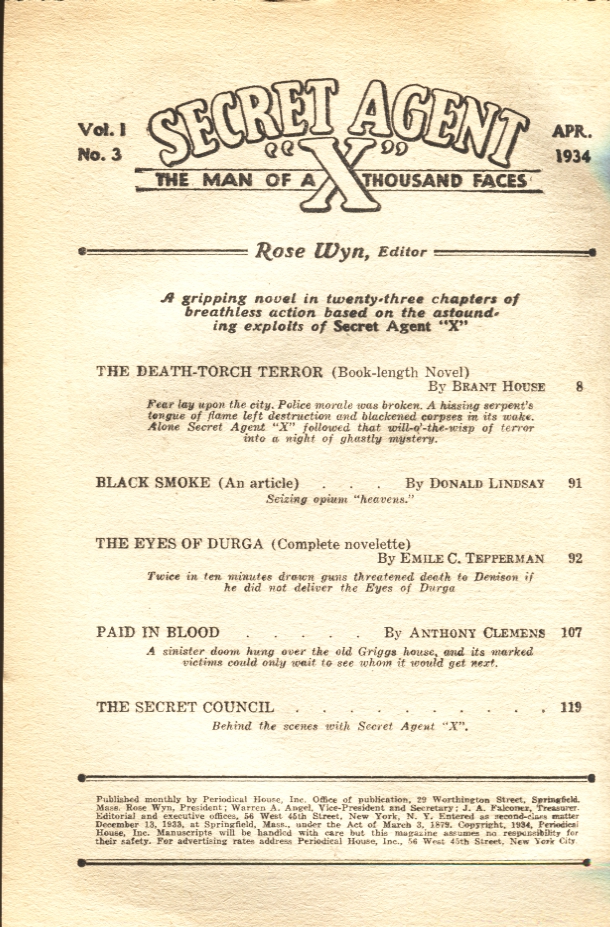 Vol. 1
No. 3
SECRET AGENT
"X"
THE MAN OF A THOUSAND FACES
APR.
1934
Rose Wyn, Editor
A gripping novel in twenty-three chapters of
breathless action based on the astound-
ing exploits of Secret Agent "X"
THE DEATH-TORCH TERROR (Book-length Novel)
By BRANT HOUSE 8
Fear lay upon the city. Police morale was broken. A hissing serpent's
tongue of flame left destruction and blackened corpses in its wake.
Alone Secret Agent "X" followed that will-o'-the-wisp of terror
into a night of ghastly mystery.
BLACK SMOKE (An article) . . . By DONALD LINDSAY 91
Seizing opium "heavens."
THE EYES OF DURGA (Complete novelette)
By EMILE C. TEPPERMAN 92
Twice in ten minutes drawn guns threatened death to Denison if
he did not deliver the Eyes of Durga
PAID IN BLOOD . . . . . By ANTHONY CLEMENS 107
A sinister doom hung over the old Griggs house, and its marked
victims could only wait to see whom it would get next.
THE SECRET COUNCIL . . . . . . . . . . 119
Behind the scenes with Secret Agent "X".
Published monthly by Periodical House, Inc. Office of publication, 29 Worthington Street, Springfield,
Mass. Rose Wyn, President; Warren A. Angel, Vice-President and Secretary; J. A. Falconer, Treasurer.
Editorial and executive offices, 56 West 45th Street, New York, N. Y. Entered as second-class matter
December 13, 1933, at Springfield, Mass., under the Act of March 3, 1879. Copyright, 1934, Periodical
House, Inc. Manuscripts will be handled with care but this magazine assumes no responsibility for
their safety. For advertising rates address Periodical House, Inc., 56 West 45th Street, New York City